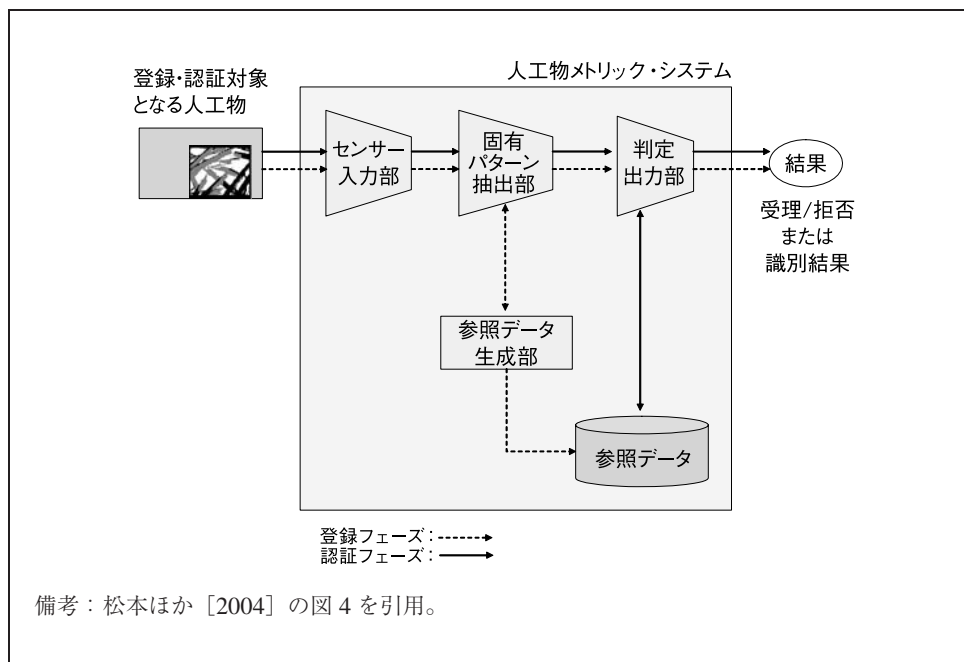 人工物メトリック・システム
登録・認証対象
となる人工物
センサー
入力部
固有
パターン
抽出部
判定
出力部
結果
受理/拒否
または
識別結果
参照データ
生成部
参照データ
登録フェーズ：
認証フェーズ：
備考：松本ほか［2004］の図 4 を引用。